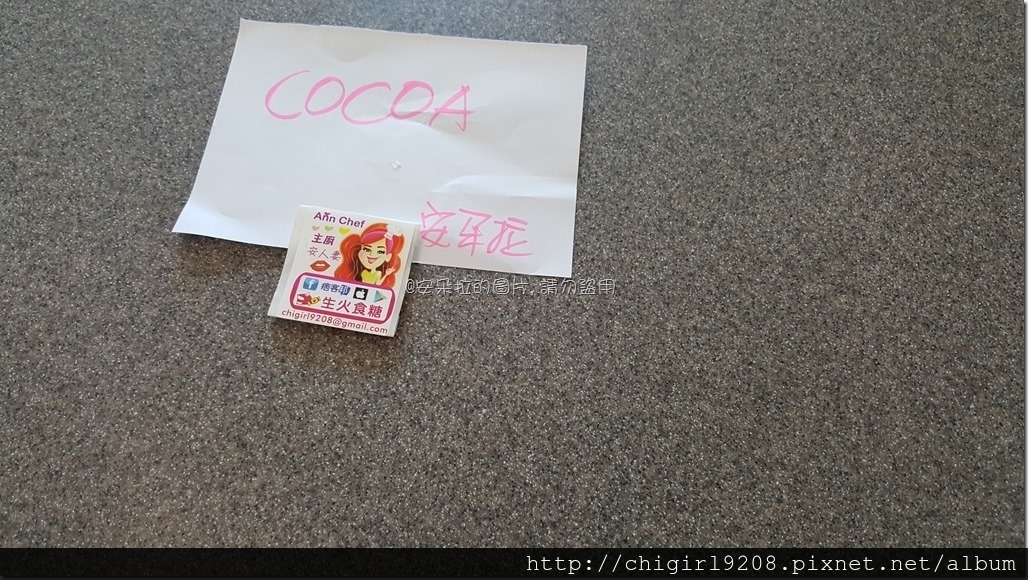 COCOA
安牙拉
Ann Chef
主廚
安人妻
痞客邦
生火食糖
chigirl9208@gmail.com
@安朵拉的圖片,請勿盜用
http://chigirl9208.pixnet.net/album